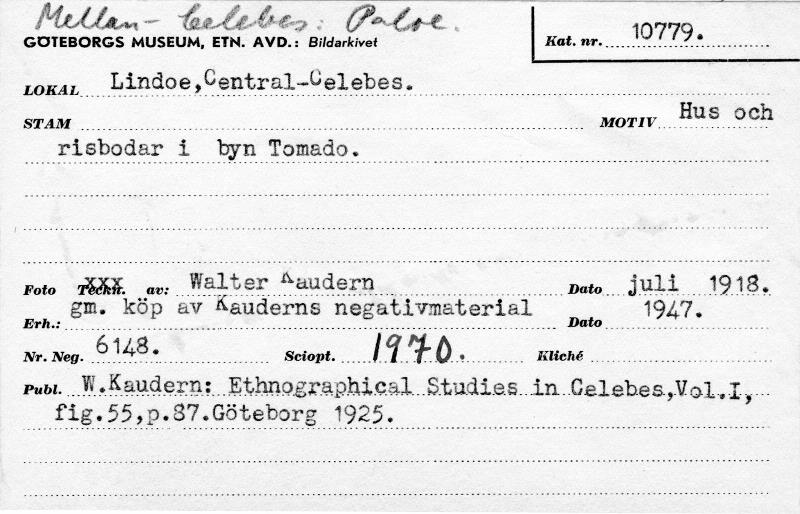 Mellan-Celebes: Paloe.
GÖTEBORGS MUSEUM, ETN. AVD.: Bildarkivet
Kat. nr. 10779.
LOKAL Lindoe,Central-Celebes.
STAM MOTIV Hus och
risbodar i byn Tomado.
Foto Teckn. av: Walter Kaudern Dato juli 1918.
gm. köp av Kauderns negativmaterial
Erh.: Dato 1947.
Nr. Neg. 6148. Sciopt. 1970. Kliché
Publ. W.Kaudern: Ethnographical Studies in Celebes,Vol.I,
fig.55,p.87.Göteborg 1925.